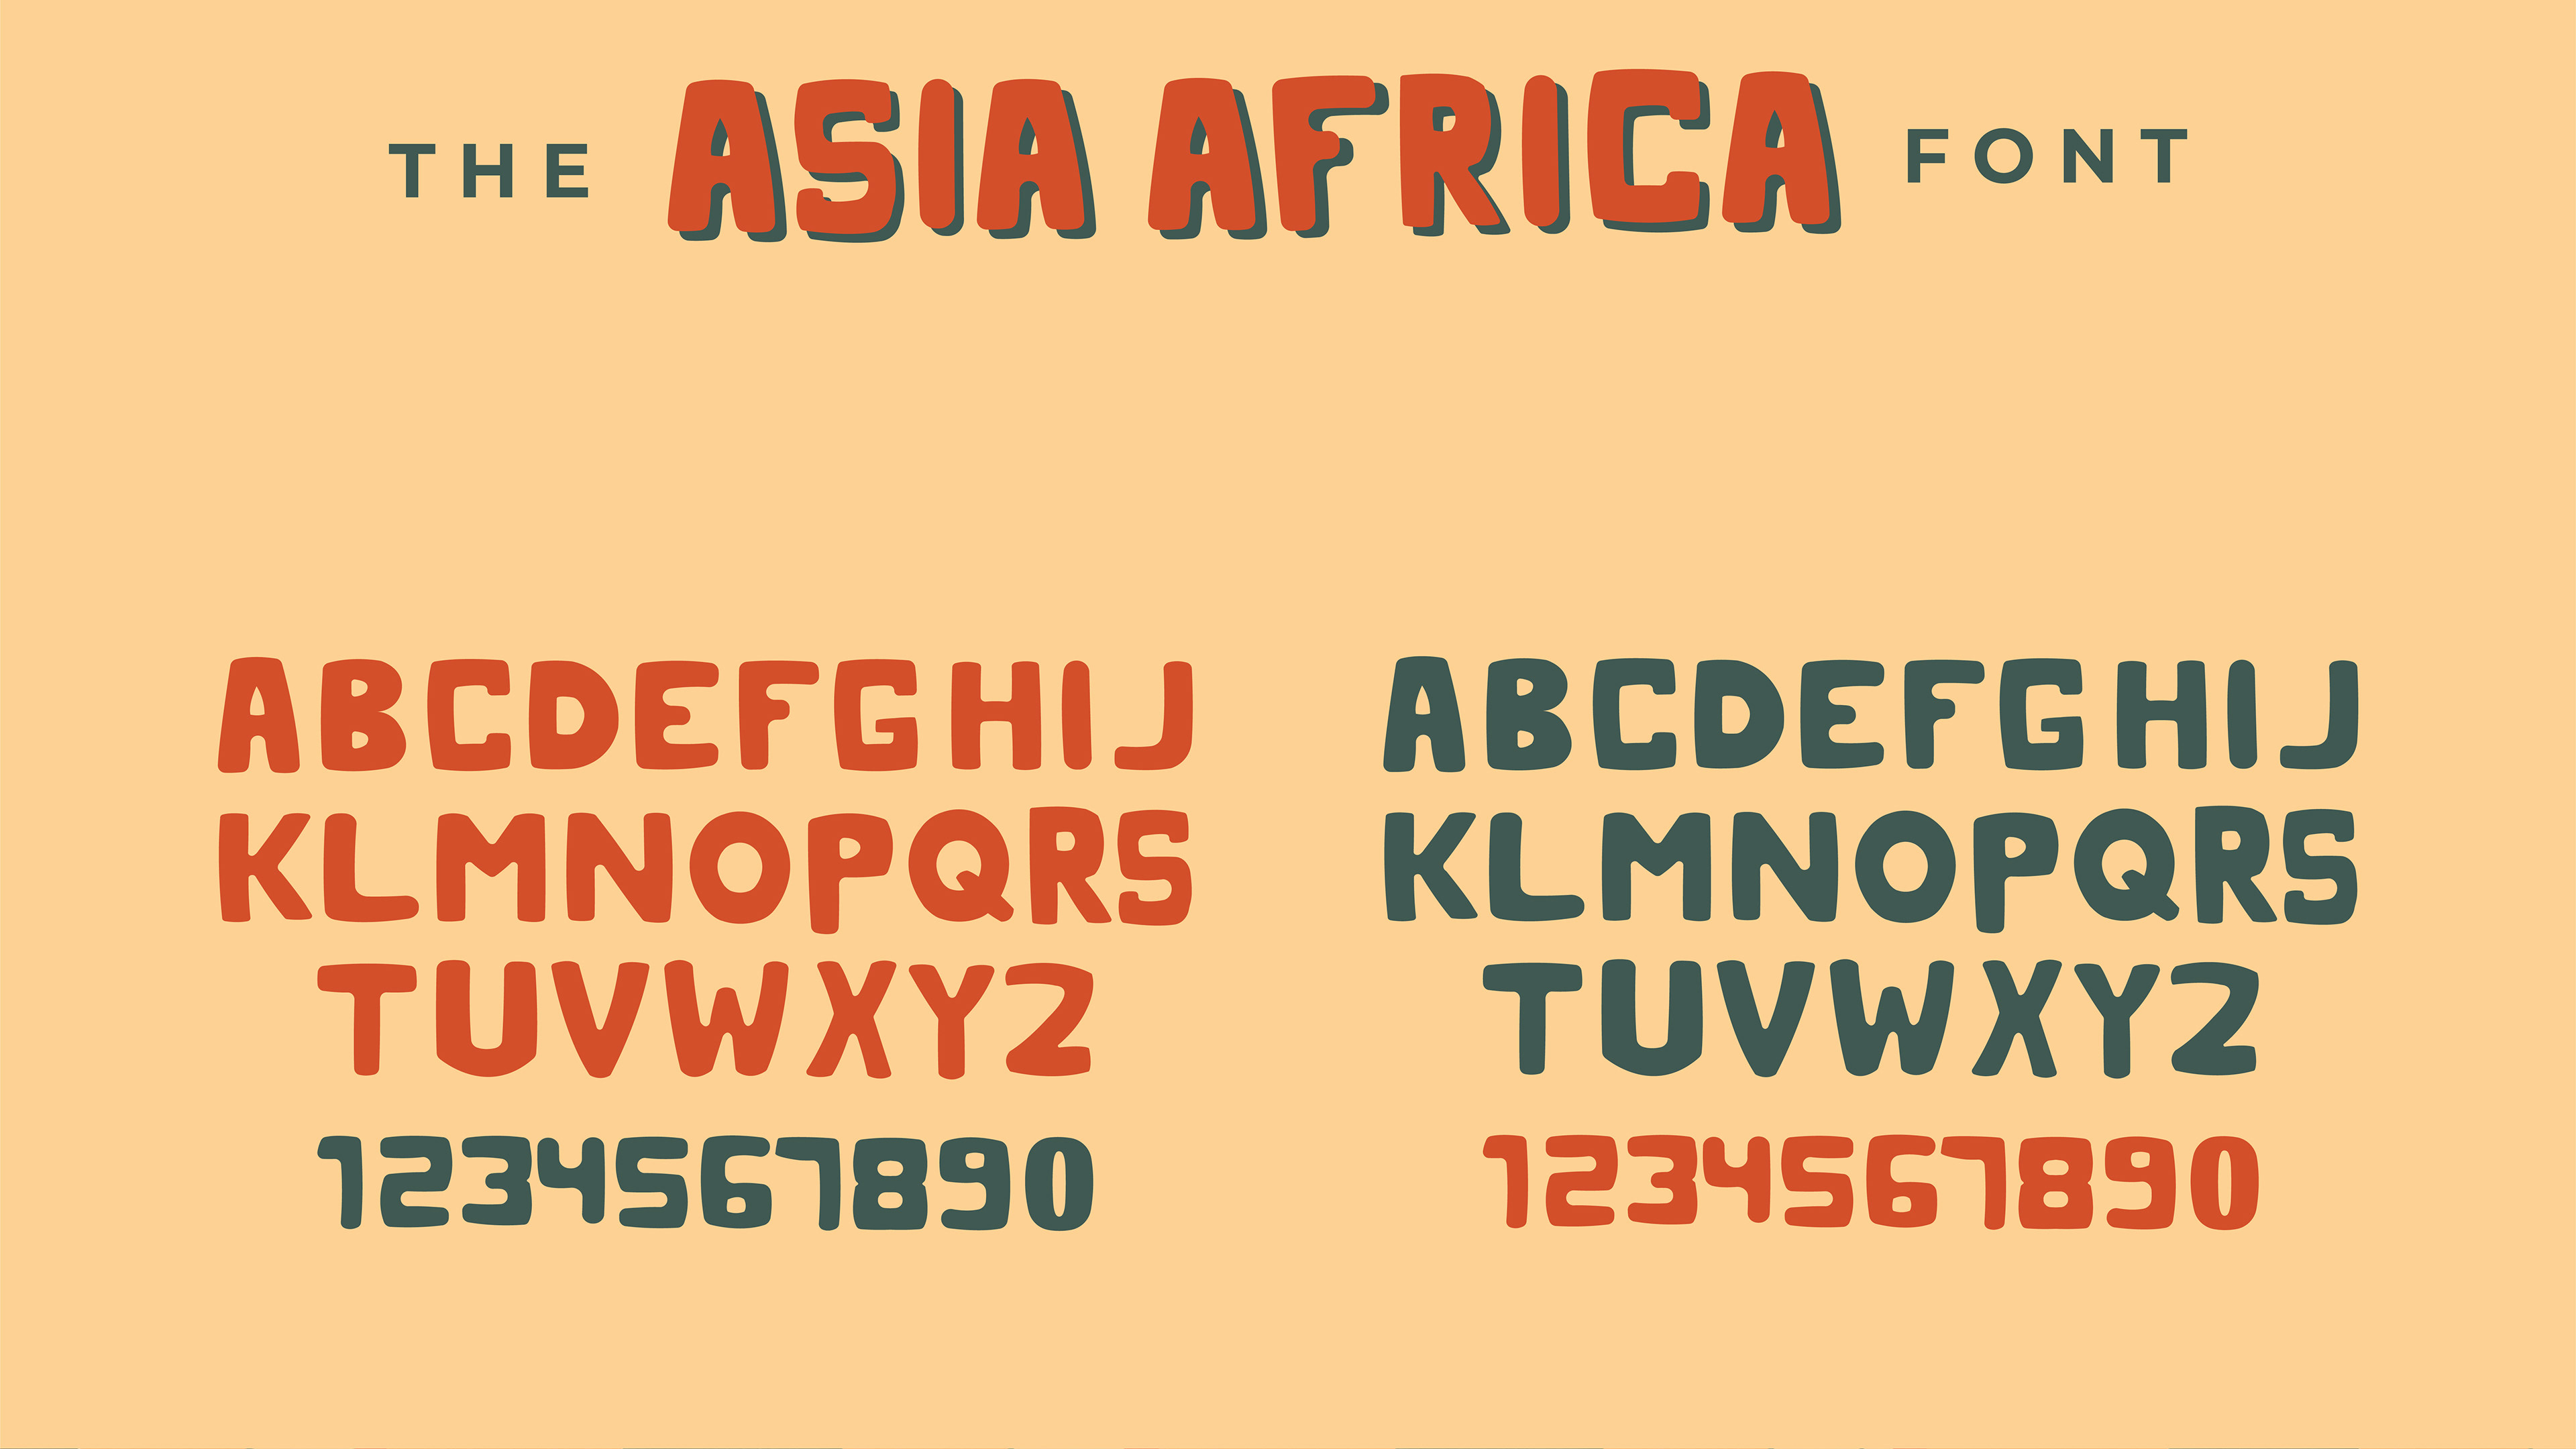 THE ASIA AFRICA FONT
ABCDEFGHIJ
KLMNOPQRS
TUVWXYZ
1234567890
ABCDEFGHIJ
KLMNOPQRS
TUVWXYZ
1234567890